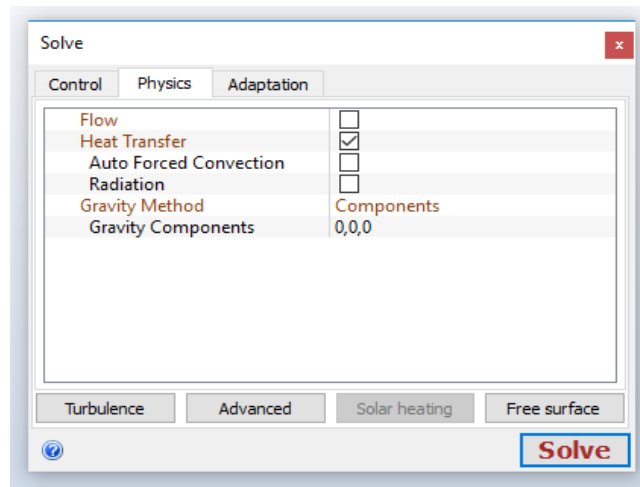 Solve
x
Control Physics Adaptation
Flow
Heat Transfer
Auto Forced Convection
Radiation
Gravity Method Components
Gravity Components 0,0,0
Turbulence Advanced Solar heating Free surface
? Solve